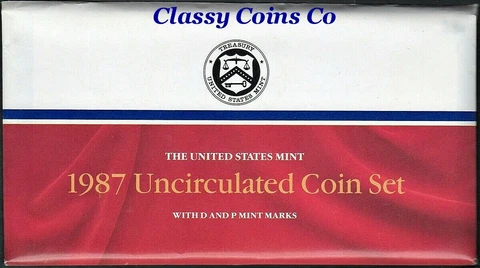 Classy Coins Co
TREASURY
UNITED STATES MINT
THE UNITED STATES MINT
1987 Uncirculated Coin Set
WITH D AND P MINT MARKS